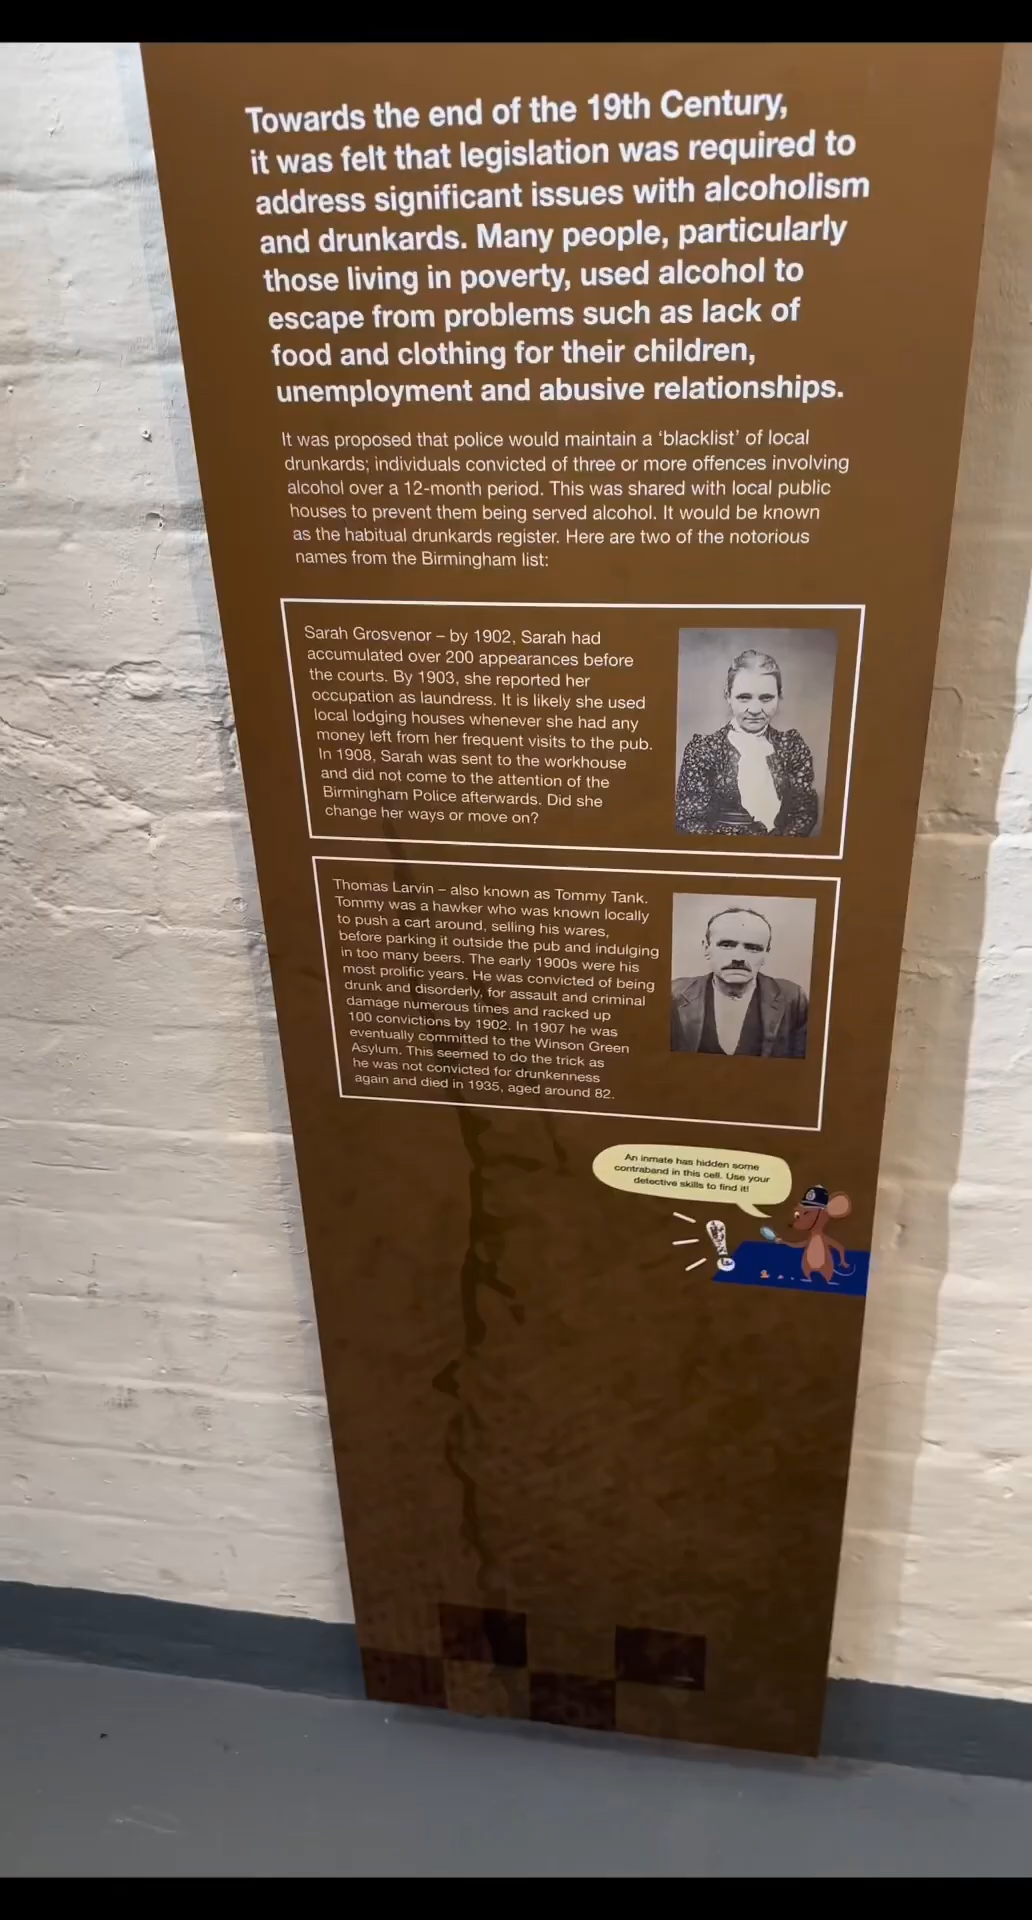 Towards the end of the 19th Century,
it was felt that legislation was required to
address significant issues with alcoholism
and drunkards. Many people, particularly
those living in poverty, used alcohol to
escape from problems such as lack of
food and clothing for their children,
unemployment and abusive relationships.
It was proposed that police would maintain a ‘blacklist’ of local
drunkards; individuals convicted of three or more offences involving
alcohol over a 12-month period. This was shared with local public
houses to prevent them being served alcohol. It would be known
as the habitual drunkards register. Here are two of the notorious
names from the Birmingham list:
Sarah Grosvenor – by 1902, Sarah had
accumulated over 200 appearances before
the courts. By 1903, she reported her
occupation as laundress. It is likely she used
local lodging houses whenever she had any
money left from her frequent visits to the pub.
In 1908, Sarah was sent to the workhouse
and did not come to the attention of the
Birmingham Police afterwards. Did she
change her ways or move on?
Thomas Larvin – also known as Tommy Tank.
Tommy was a hawker who was known locally
to push a cart around, selling his wares,
before parking it outside the pub and indulging
in too many beers. The early 1900s were his
most prolific years. He was convicted of being
drunk and disorderly, for assault and criminal
damage numerous times and racked up
100 convictions by 1902. In 1907 he was
eventually committed to the Winson Green
Asylum. This seemed to do the trick as
he was not convicted for drunkenness
again and died in 1935, aged around 82.
An inmate has hidden some
contraband in this cell. Use your
detective skills to find it!